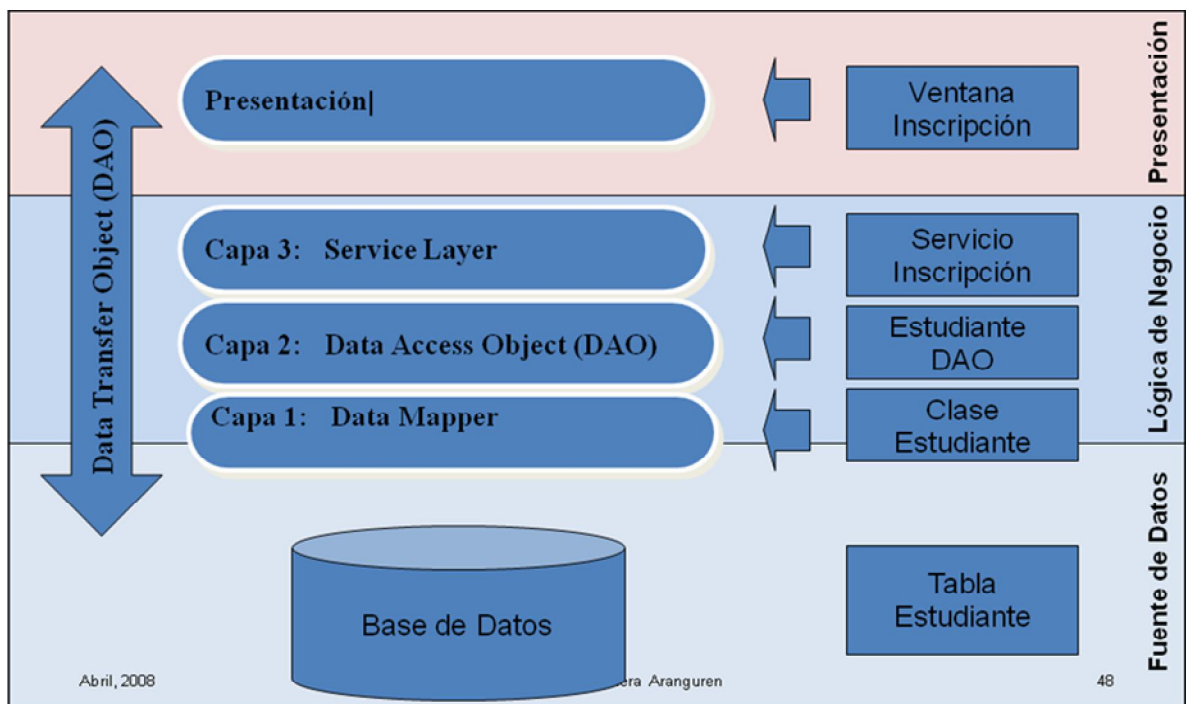 Presentación
Ventana
Inscripción
Presentación
Data Transfer Object (DAO)
Capa 3: Service Layer
Servicio
Inscripción
Capa 2: Data Access Object (DAO)
Estudiante
DAO
Capa 1: Data Mapper
Clase
Estudiante
Lógica de Negocio
Base de Datos
Tabla
Estudiante
Fuente de Datos
Abril, 2008
Aranguren
48